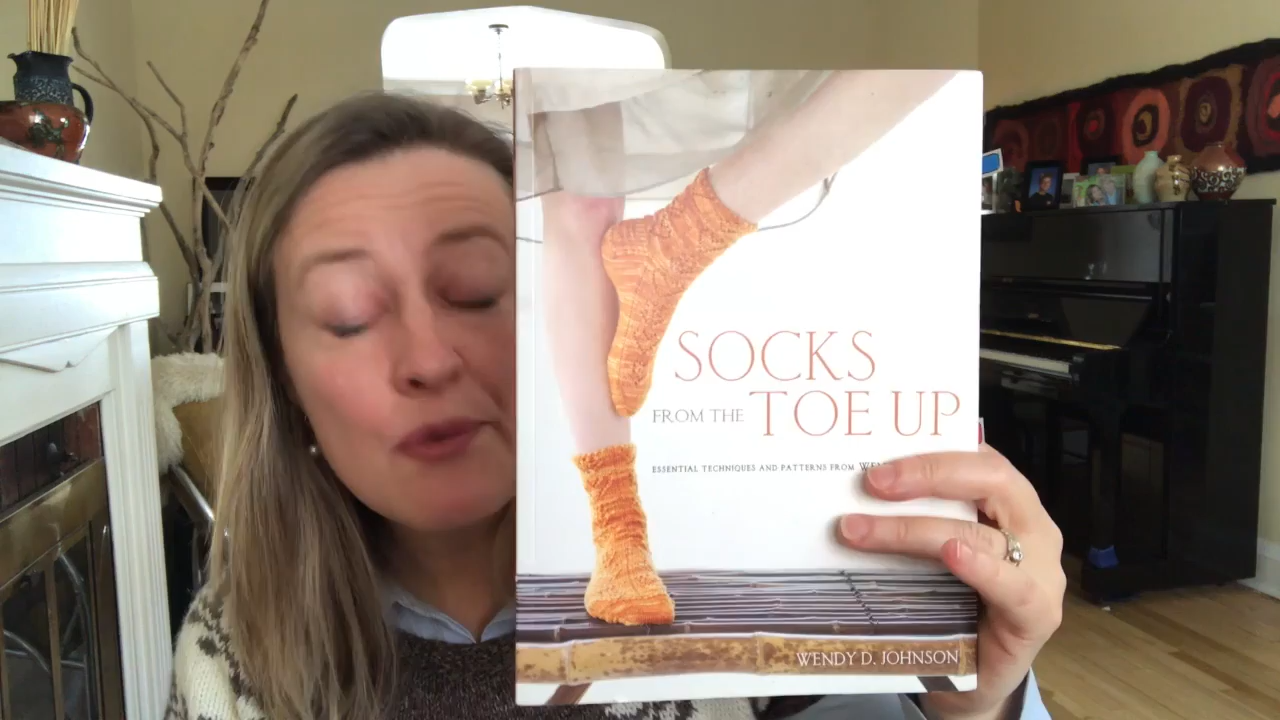 SOCKS
FROM THE TOE UP
ESSENTIAL TECHNIQUES AND PATTERNS FROM
WENDY D. JOHNSON